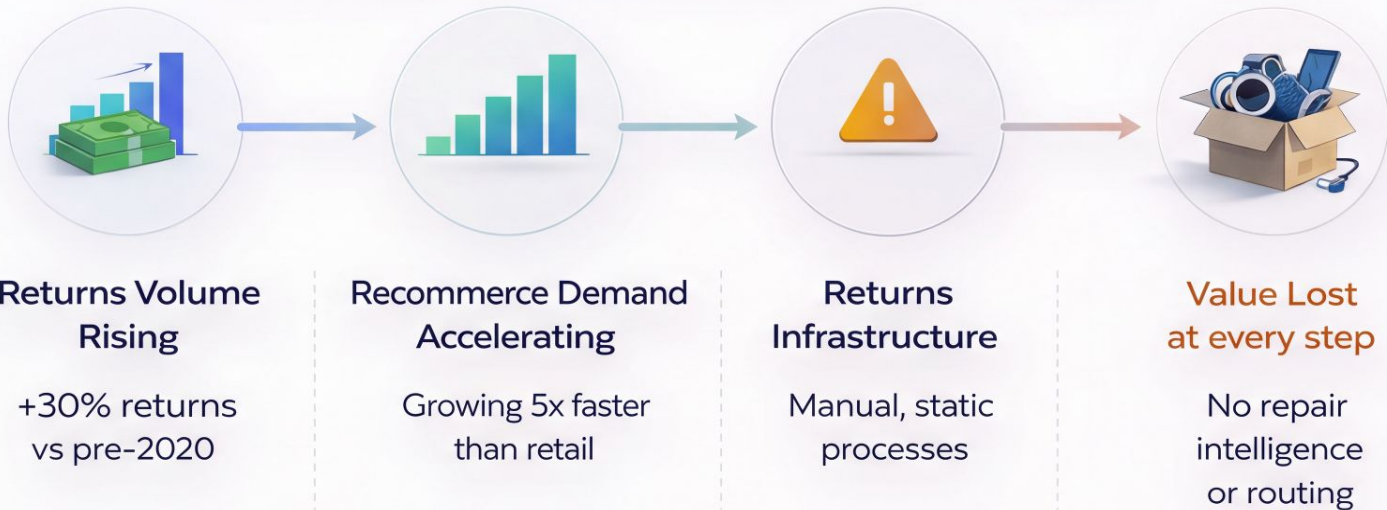 Returns Volume
Rising
+30% returns
vs pre-2020
Recommerce Demand
Accelerating
Growing 5x faster
than retail
Returns
Infrastructure
Manual, static
processes
Value Lost
at every step
No repair
intelligence
or routing